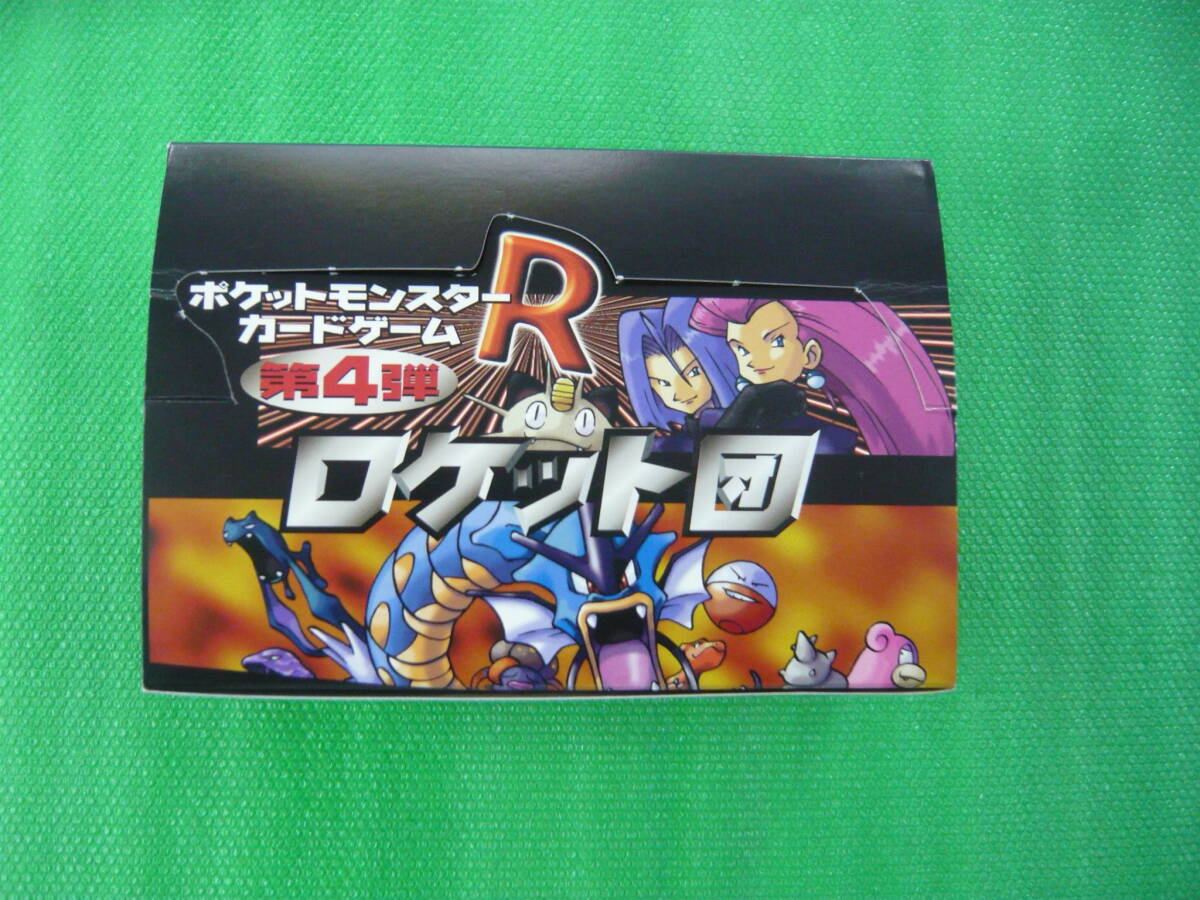 ポケットモンスター
カードゲーム
R
第4弾
ロケット団